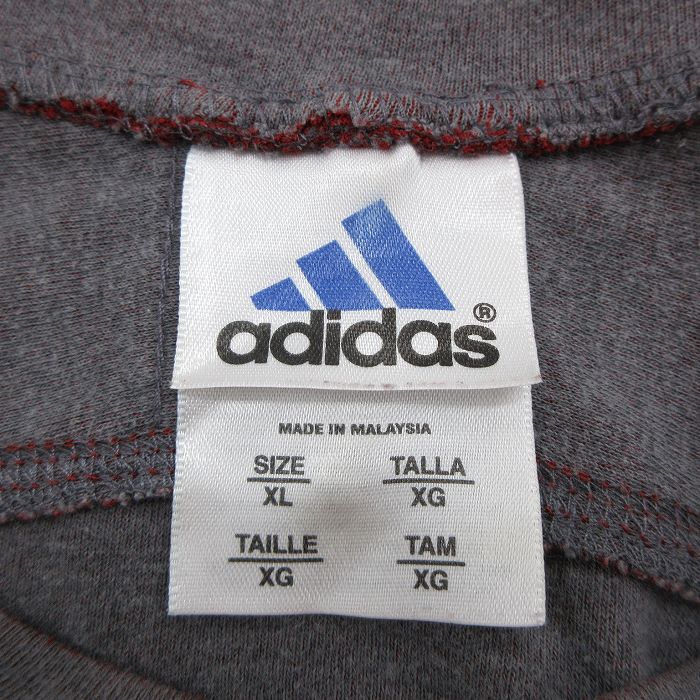 adidas®
MADE IN MALAYSIA
SIZE TALLA
XL XG
TAILLE TAM
XG XG